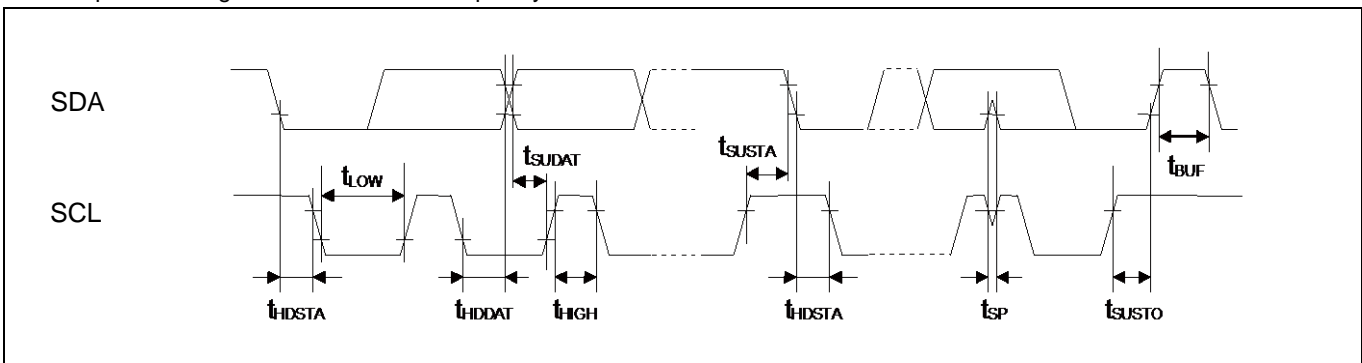 SDA
tSUDAT
tSUSTA
tLOW
tBUF
SCL
tHDSTA
tHDDAT
tHIGH
tHDSTA
tSP
tSUSTO